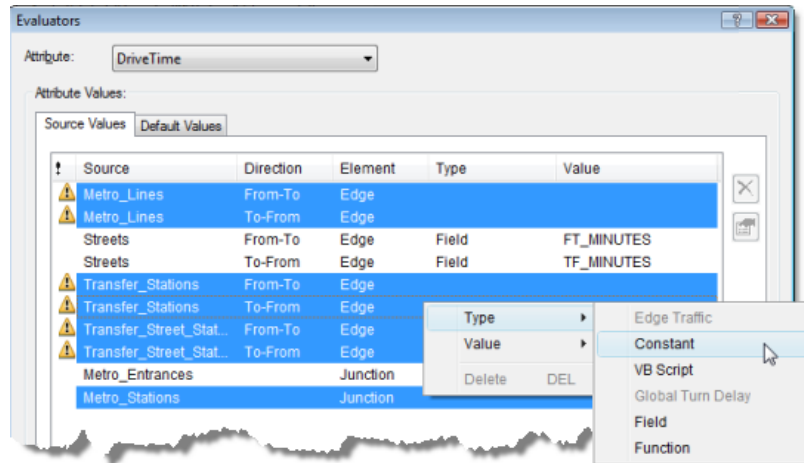 Evaluators
Attribute: DriveTime
Attribute Values:
Source Values Default Values
! Source Direction Element Type Value
Metro_Lines From-To Edge
Metro_Lines To-From Edge
Streets From-To Edge Field FT_MINUTES
Streets To-From Edge Field TF_MINUTES
Transfer_Stations From-To Edge
Transfer_Stations To-From Edge
Transfer_Street_Stat... From-To Edge
Transfer_Street_Stat... To-From Edge
Metro_Entrances Junction
Metro_Stations Junction
Type
Value
Delete DEL
Edge Traffic
Constant
VB Script
Global Turn Delay
Field
Function